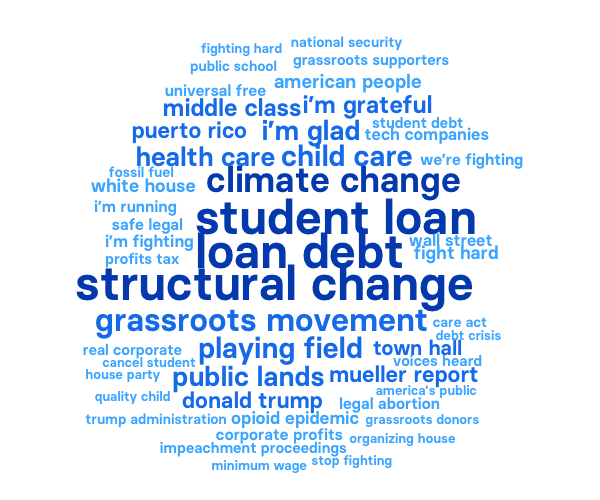 national security
fighting hard
grassroots supporters
public school
american people
universal free
middle class
i'm grateful
student debt
puerto rico
i'm glad
tech companies
health care
child care
we're fighting
fossil fuel
white house
climate change
i'm running
student loan
safe legal
i'm fighting
loan debt
wall street
fight hard
profits tax
structural change
grassroots movement
care act
debt crisis
real corporate
playing field
town hall
cancel student
voices heard
house party
public lands
mueller report
america's public
quality child
donald trump
legal abortion
trump administration
opioid epidemic
grassroots donors
corporate profits
organizing house
impeachment proceedings
minimum wage
stop fighting